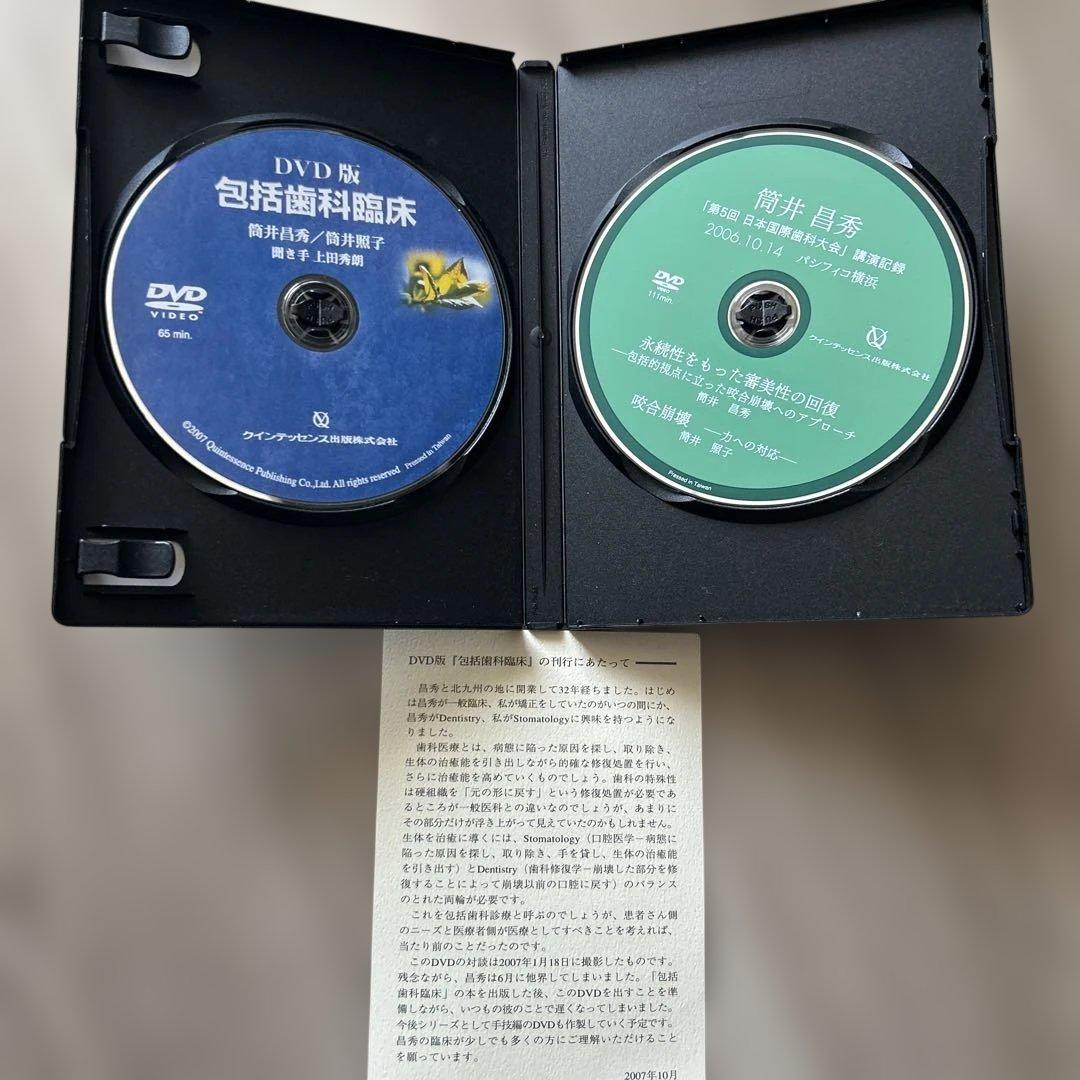 DVD 版
包括歯科臨床
筒井昌秀／筒井照子
聞き手 上田秀朗
DVD
VIDEO
65 min.
クインテッセンス出版株式会社
©2007 Quintessence Publishing Co.,Ltd. All rights reserved Pressed in Taiwan
筒井 昌秀
「第5回 日本国際歯科大会」講演記録
2006.10.14 パシフィコ横浜
DVD
VIDEO
111min.
クインテッセンス出版株式会社
永続性をもった審美性の回復
―包括的視点に立った咬合崩壊へのアプローチ
筒井 昌秀
咬合崩壊 ―力への対応―
筒井 照子
Pressed in Taiwan
DVD版『包括歯科臨床』の刊行にあたって
昌秀と北九州の地に開業して32年経ちました。はじめ
は昌秀が一般臨床、私が矯正をしていたのがいつの間にか、
昌秀がDentistry、私がStomatologyに興味を持つようにな
りました。
歯科医療とは、病態に陥った原因を探し、取り除き、
生体の治癒能を引き出しながら的確な修復処置を行い、
さらに治癒能を高めていくものでしょう。歯科の特殊性
は硬組織を「元の形に戻す」という修復処置が必要であ
るところが一般医科との違いなのでしょうが、あまりに
その部分だけが浮き上がって見えていたのかもしれません。
生体を治癒に導くには、Stomatology（口腔医学－病態に
陥った原因を探し、取り除き、手を貸し、生体の治癒能
を引き出す）とDentistry（歯科修復学－崩壊した部分を修
復することによって崩壊以前の口腔に戻す）のバランス
のとれた両輪が必要です。
これを包括歯科診療と呼ぶのでしょうが、患者さん側
のニーズと医療者側が医療としてすべきことを考えれば、
当たり前のことだったのです。
このDVDの対談は2007年1月18日に撮影したものです。
残念ながら、昌秀は6月に他界してしまいました。「包括
歯科臨床」の本を出版した後、このDVDを出すことを準
備しながら、いつもの彼のことで遅くなってしまいました。
今後シリーズとして手技編のDVDも作製していく予定です。
昌秀の臨床が少しでも多くの方にご理解いただけること
を願っています。
2007年10月